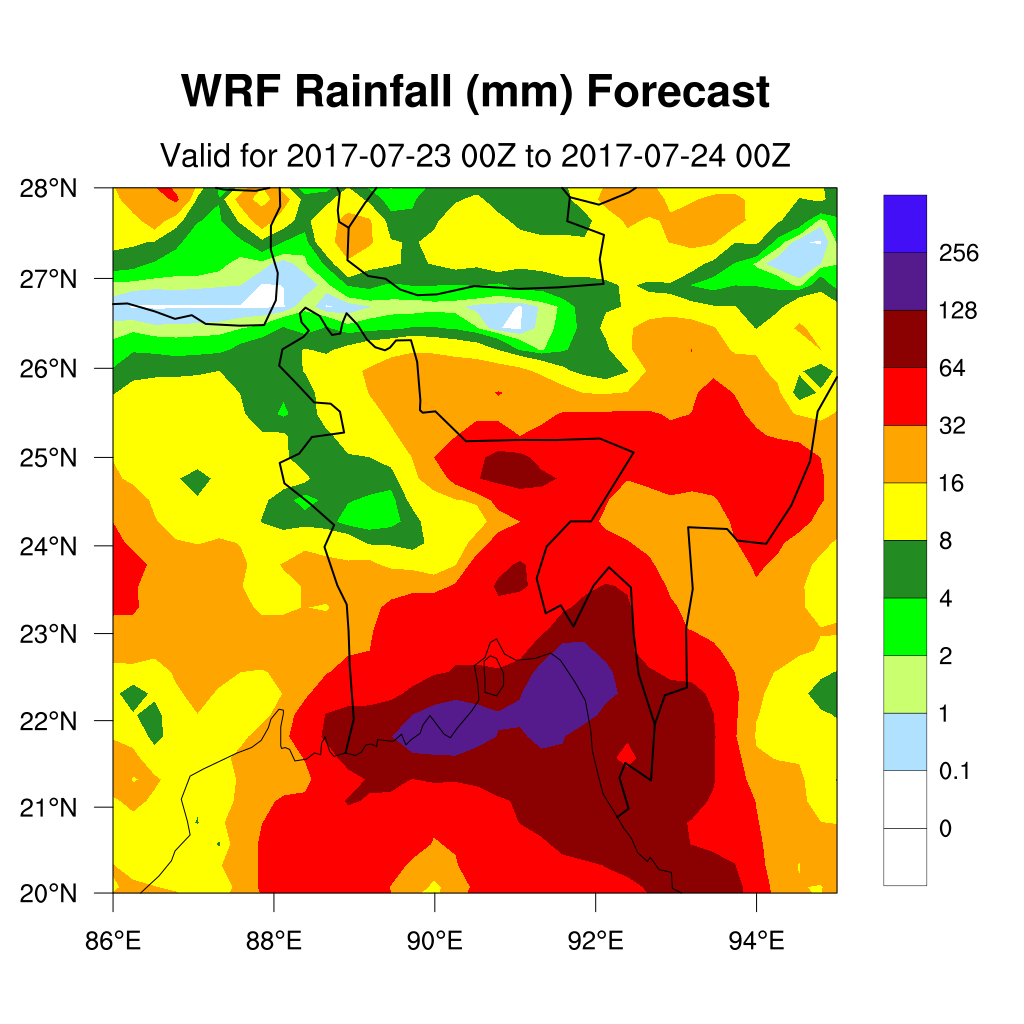 WRF Rainfall (mm) Forecast
Valid for 2017-07-23 00Z to 2017-07-24 00Z
28°N
27°N
26°N
25°N
24°N
23°N
22°N
21°N
20°N
86°E 88°E 90°E 92°E 94°E
256
128
64
32
16
8
4
2
1
0.1
0